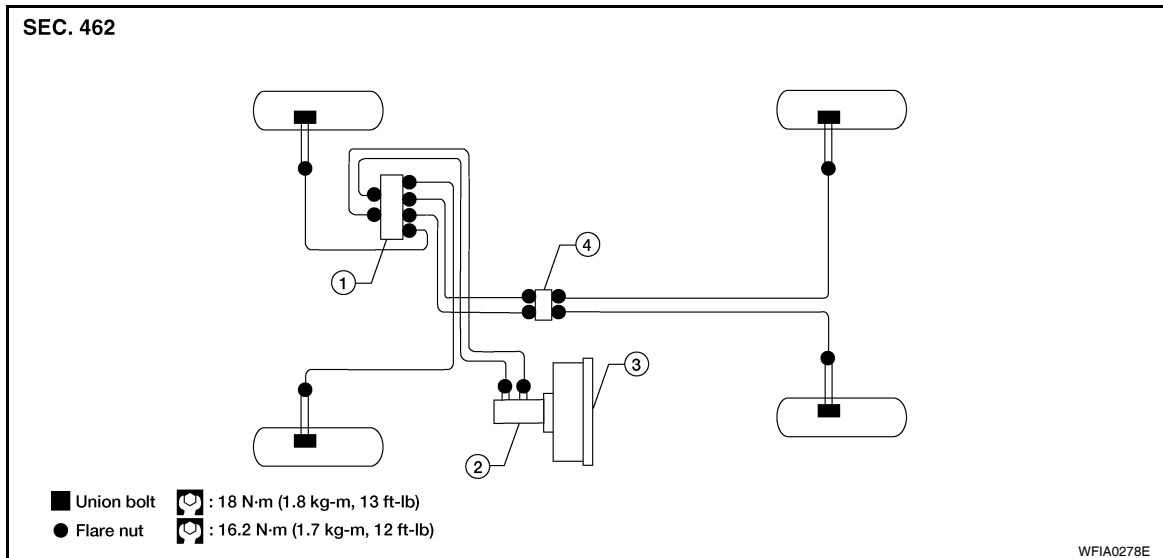 SEC. 462
4
1
3
2
Union bolt : 18 N·m (1.8 kg-m, 13 ft-lb)
Flare nut : 16.2 N·m (1.7 kg-m, 12 ft-lb)
WFIA0278E